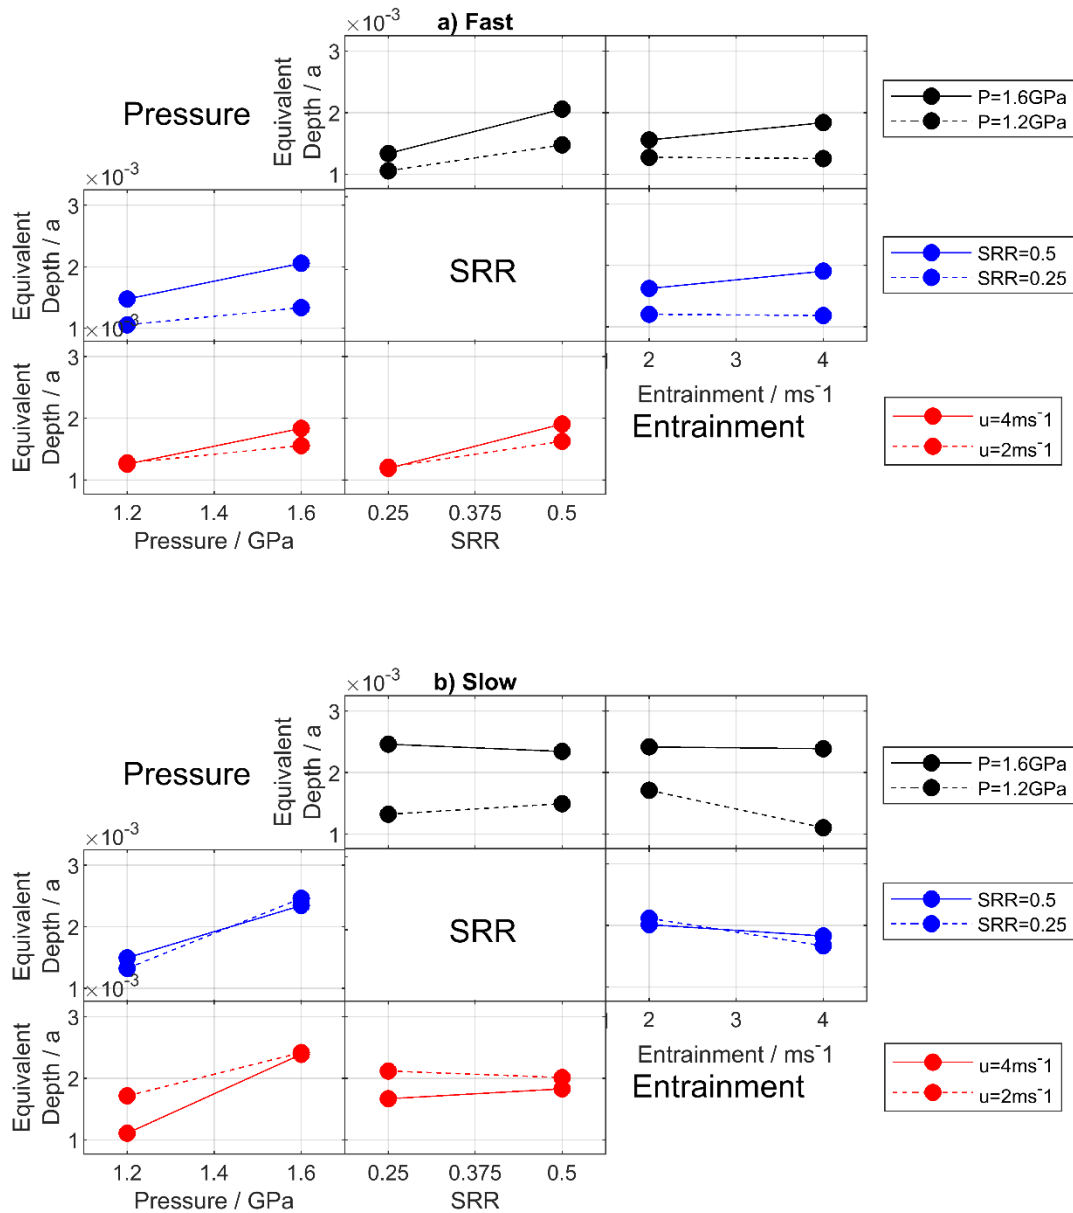 ×10-3
a) Fast
3
2
1
Equivalent
Depth / a
Pressure
P=1.6GPa
P=1.2GPa
×10-3
3
2
1
Equivalent
Depth / a
SRR
SRR=0.5
SRR=0.25
×10-3
3
2
1
Equivalent
Depth / a
1 2 3 4
Entrainment / ms-1
Entrainment
u=4ms-1
u=2ms-1
1.2 1.4 1.6
Pressure / GPa
0.25 0.375 0.5
SRR
×10-3
b) Slow
3
2
1
Equivalent
Depth / a
Pressure
P=1.6GPa
P=1.2GPa
×10-3
3
2
1
Equivalent
Depth / a
SRR
SRR=0.5
SRR=0.25
×10-3
3
2
1
Equivalent
Depth / a
1 2 3 4
Entrainment / ms-1
Entrainment
u=4ms-1
u=2ms-1
1.2 1.4 1.6
Pressure / GPa
0.25 0.375 0.5
SRR